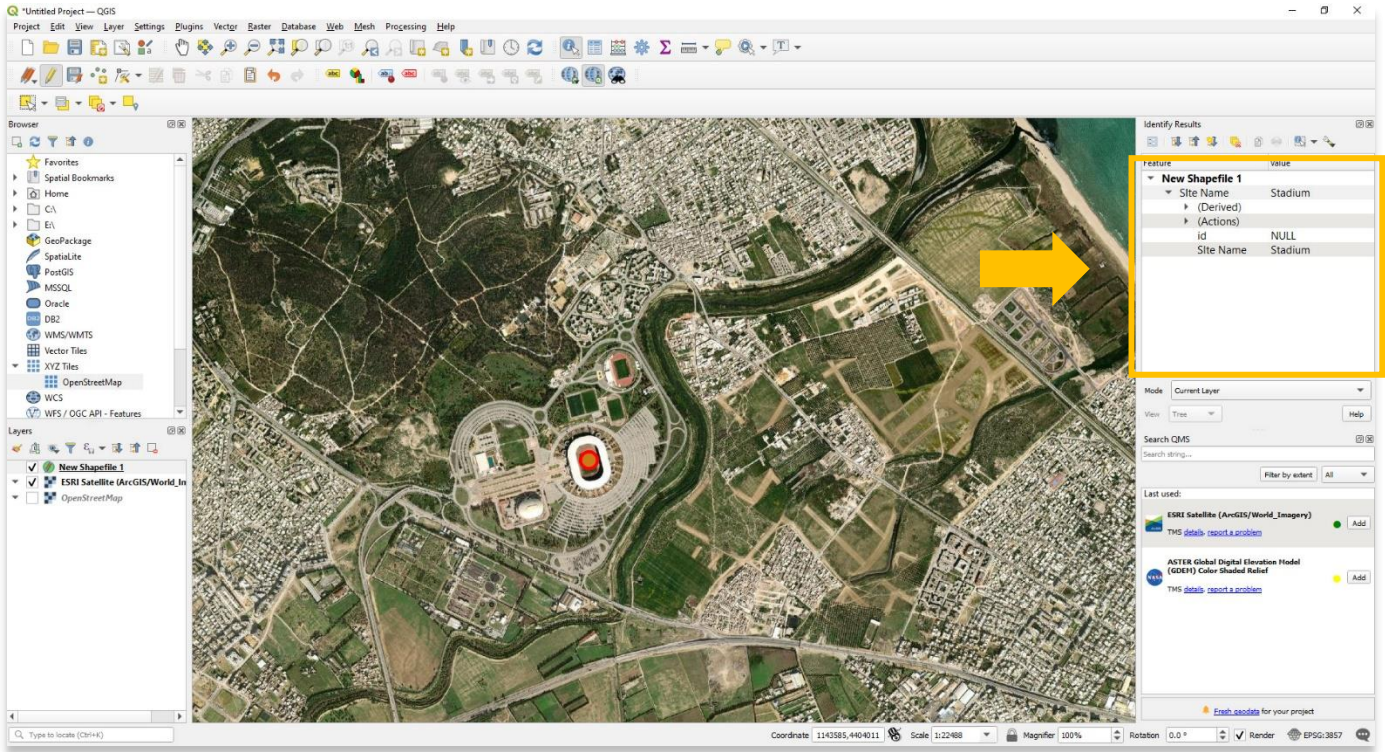 *Untitled Project — QGIS
Project Edit View Layer Settings Plugins Vector Raster Database Web Mesh Processing Help
abc
Browser
Favorites
Spatial Bookmarks
Home
C:\
E:\
GeoPackage
SpatiaLite
PostGIS
MSSQL
Oracle
DB2
WMS/WMTS
Vector Tiles
XYZ Tiles
OpenStreetMap
WCS
WFS / OGC API - Features
Layers
New Shapefile 1
ESRI Satellite (ArcGIS/World_In
OpenStreetMap
Identify Results
Feature Value
New Shapefile 1
SIte Name Stadium
(Derived)
(Actions)
id NULL
SIte Name Stadium
Mode Current Layer
View Tree Help
Search QMS
Search string...
Filter by extent All
Last used:
ESRI Satellite (ArcGIS/World_Imagery)
TMS details, report a problem
Add
ASTER Global Digital Elevation Model
(GDEM) Color Shaded Relief
TMS details, report a problem
Add
Fresh geodata for your project
Type to locate (Ctrl+K) Coordinate 1143585,4404011 Scale 1:22488 Magnifier 100% Rotation 0.0 ° Render EPSG:3857